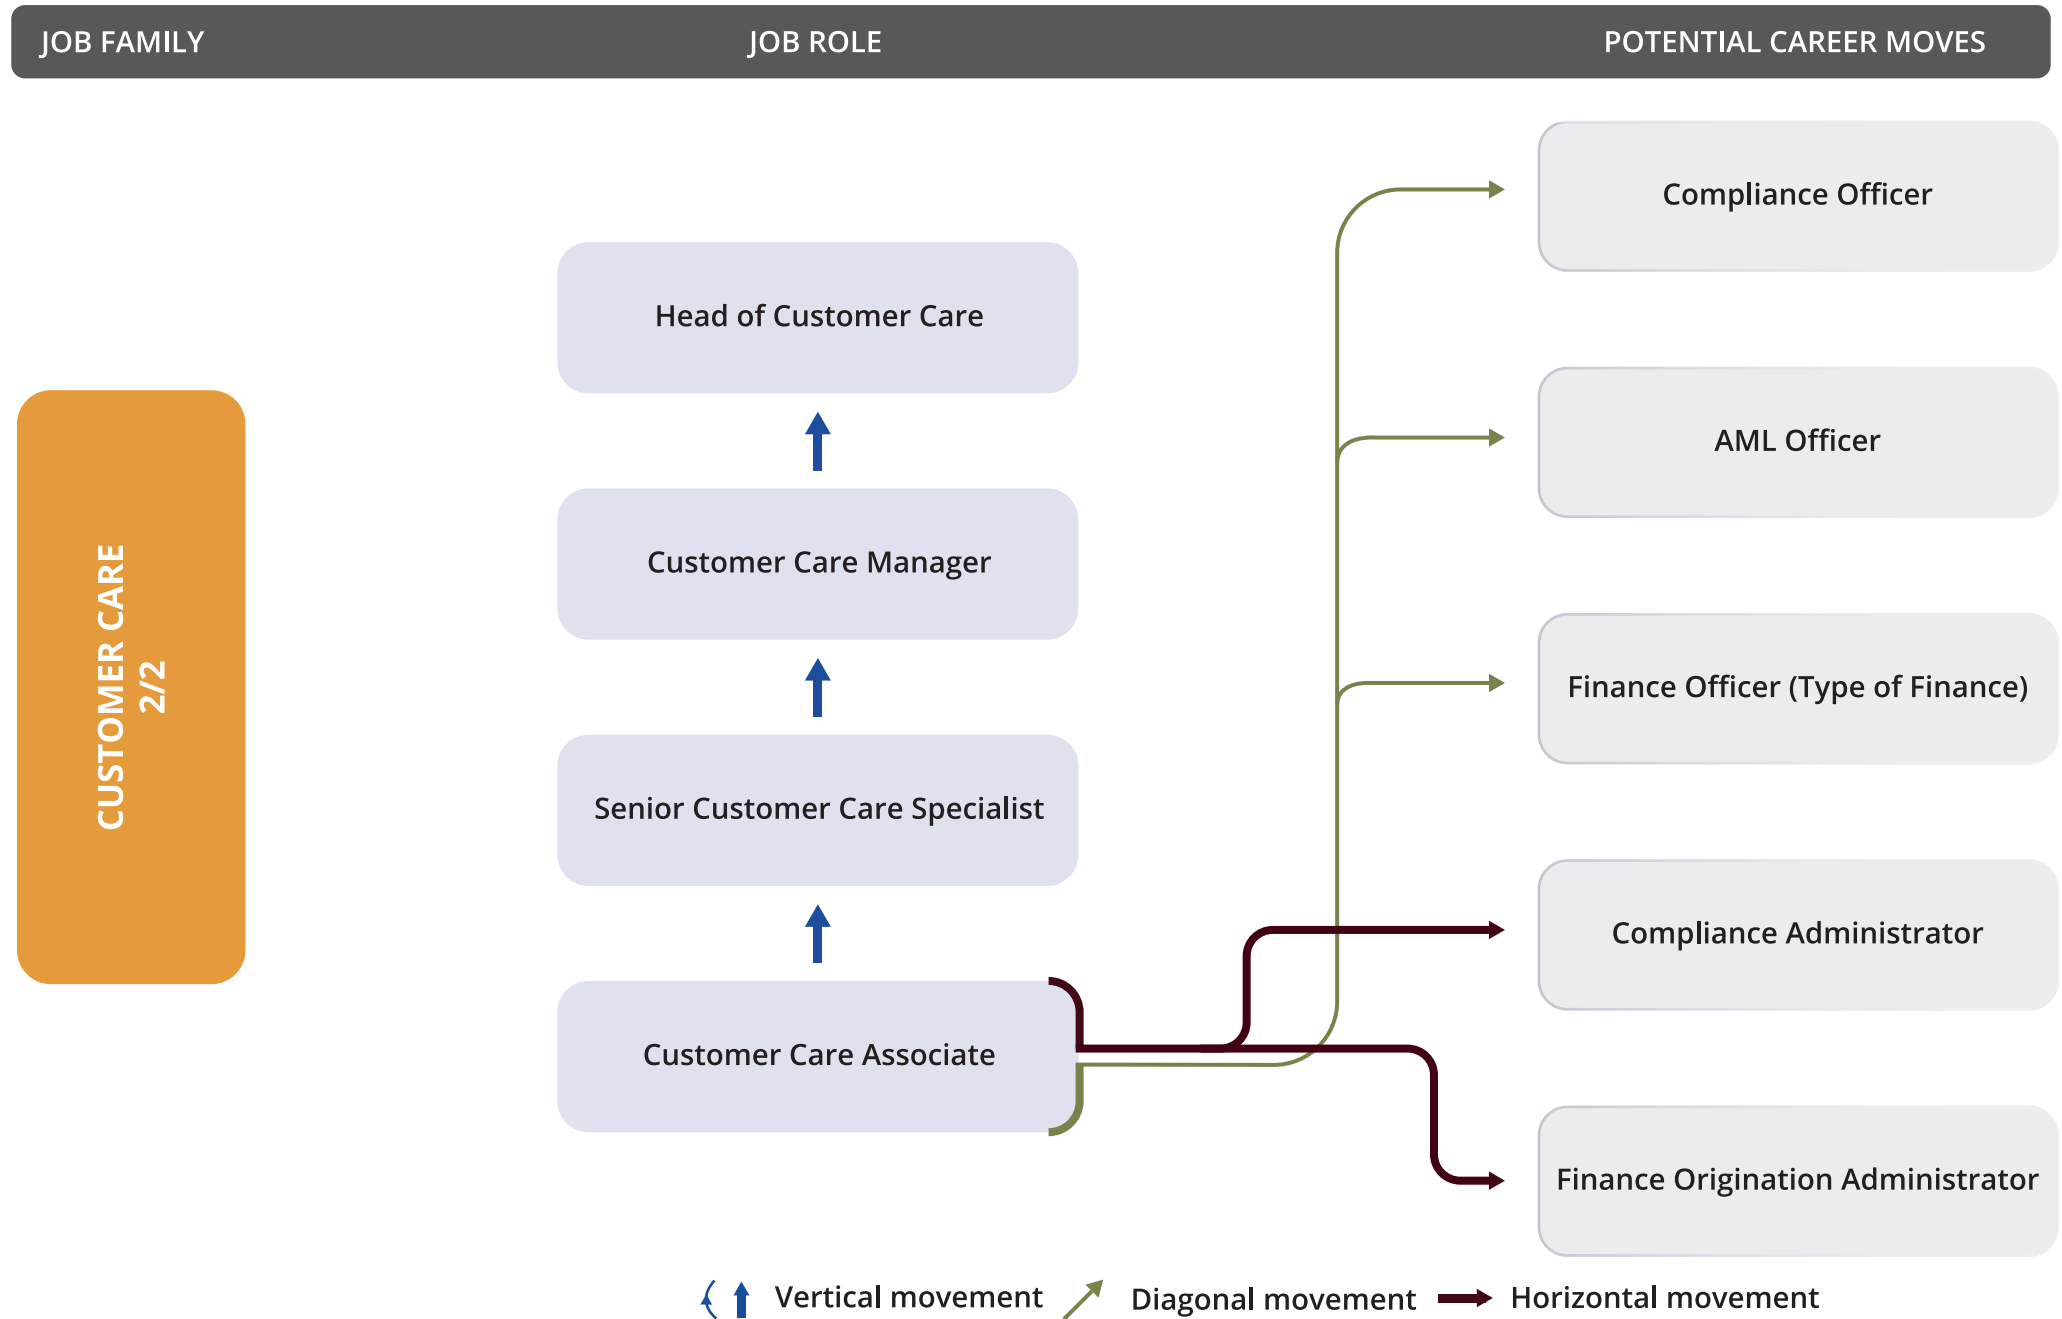 JOB FAMILY
JOB ROLE
POTENTIAL CAREER MOVES
CUSTOMER CARE
2/2
Head of Customer Care
Customer Care Manager
Senior Customer Care Specialist
Customer Care Associate
Compliance Officer
AML Officer
Finance Officer (Type of Finance)
Compliance Administrator
Finance Origination Administrator
Vertical movement
Diagonal movement
Horizontal movement